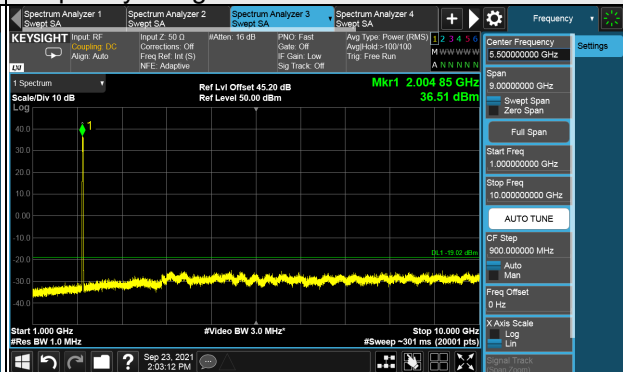 Spectrum Analyzer 1
Swept SA
Spectrum Analyzer 2
Swept SA
Spectrum Analyzer 3
Swept SA
Spectrum Analyzer 4
Swept SA
Frequency
KEYSIGHT
Input: RF
Coupling: DC
Align: Auto
Input Z: 50 Ω
Corrections: Off
Freq Ref: Int (S)
NFE: Adaptive
#Atten: 16 dB
PNO: Fast
Gate: Off
IF Gain: Low
Sig Track: Off
Avg Type: Power (RMS)
Avg|Hold:>100/100
Trig: Free Run
1 2 3 4 5 6
M W W W W W
A N N N N N
LXI
1 Spectrum
Scale/Div 10 dB
Log
Ref Lvl Offset 45.20 dB
Ref Level 50.00 dBm
Mkr1 2.004 85 GHz
36.51 dBm
1
40.0
30.0
20.0
10.0
0.00
-10.0
-20.0
-30.0
-40.0
DL1 -19.02 dBm
Start 1.000 GHz
#Res BW 1.0 MHz
#Video BW 3.0 MHz*
Stop 10.000 GHz
#Sweep ~301 ms (20001 pts)
Sep 23, 2021
2:03:12 PM
Center Frequency
5.500000000 GHz
Settings
Span
9.00000000 GHz
Swept Span
Zero Span
Full Span
Start Freq
1.000000000 GHz
Stop Freq
10.000000000 GHz
AUTO TUNE
CF Step
900.000000 MHz
Auto
Man
Freq Offset
0 Hz
X Axis Scale
Log
Lin
Signal Track
(Span Zoom)